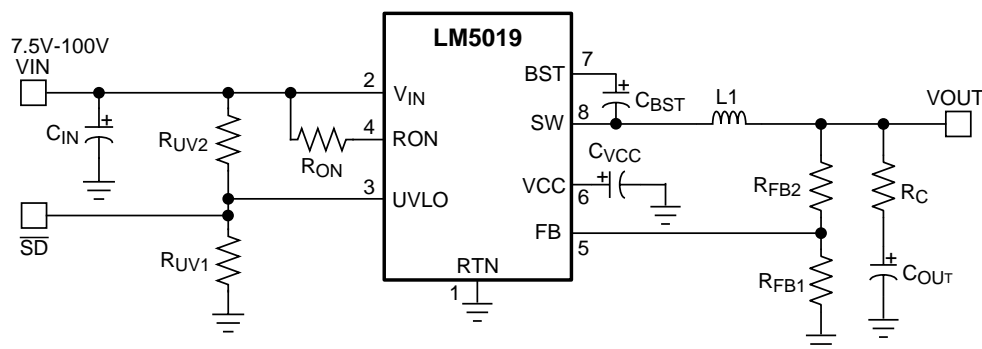 7.5V-100V
VIN
LM5019
7
BST
CBST
2
VIN
8
SW
L1
VOUT
CIN
4
RON
RUV2
RON
CVCC
3
UVLO
VCC
6
RFB2
RC
SD
FB
5
RUV1
RTN
1
RFB1
COUT
+
+
+
+